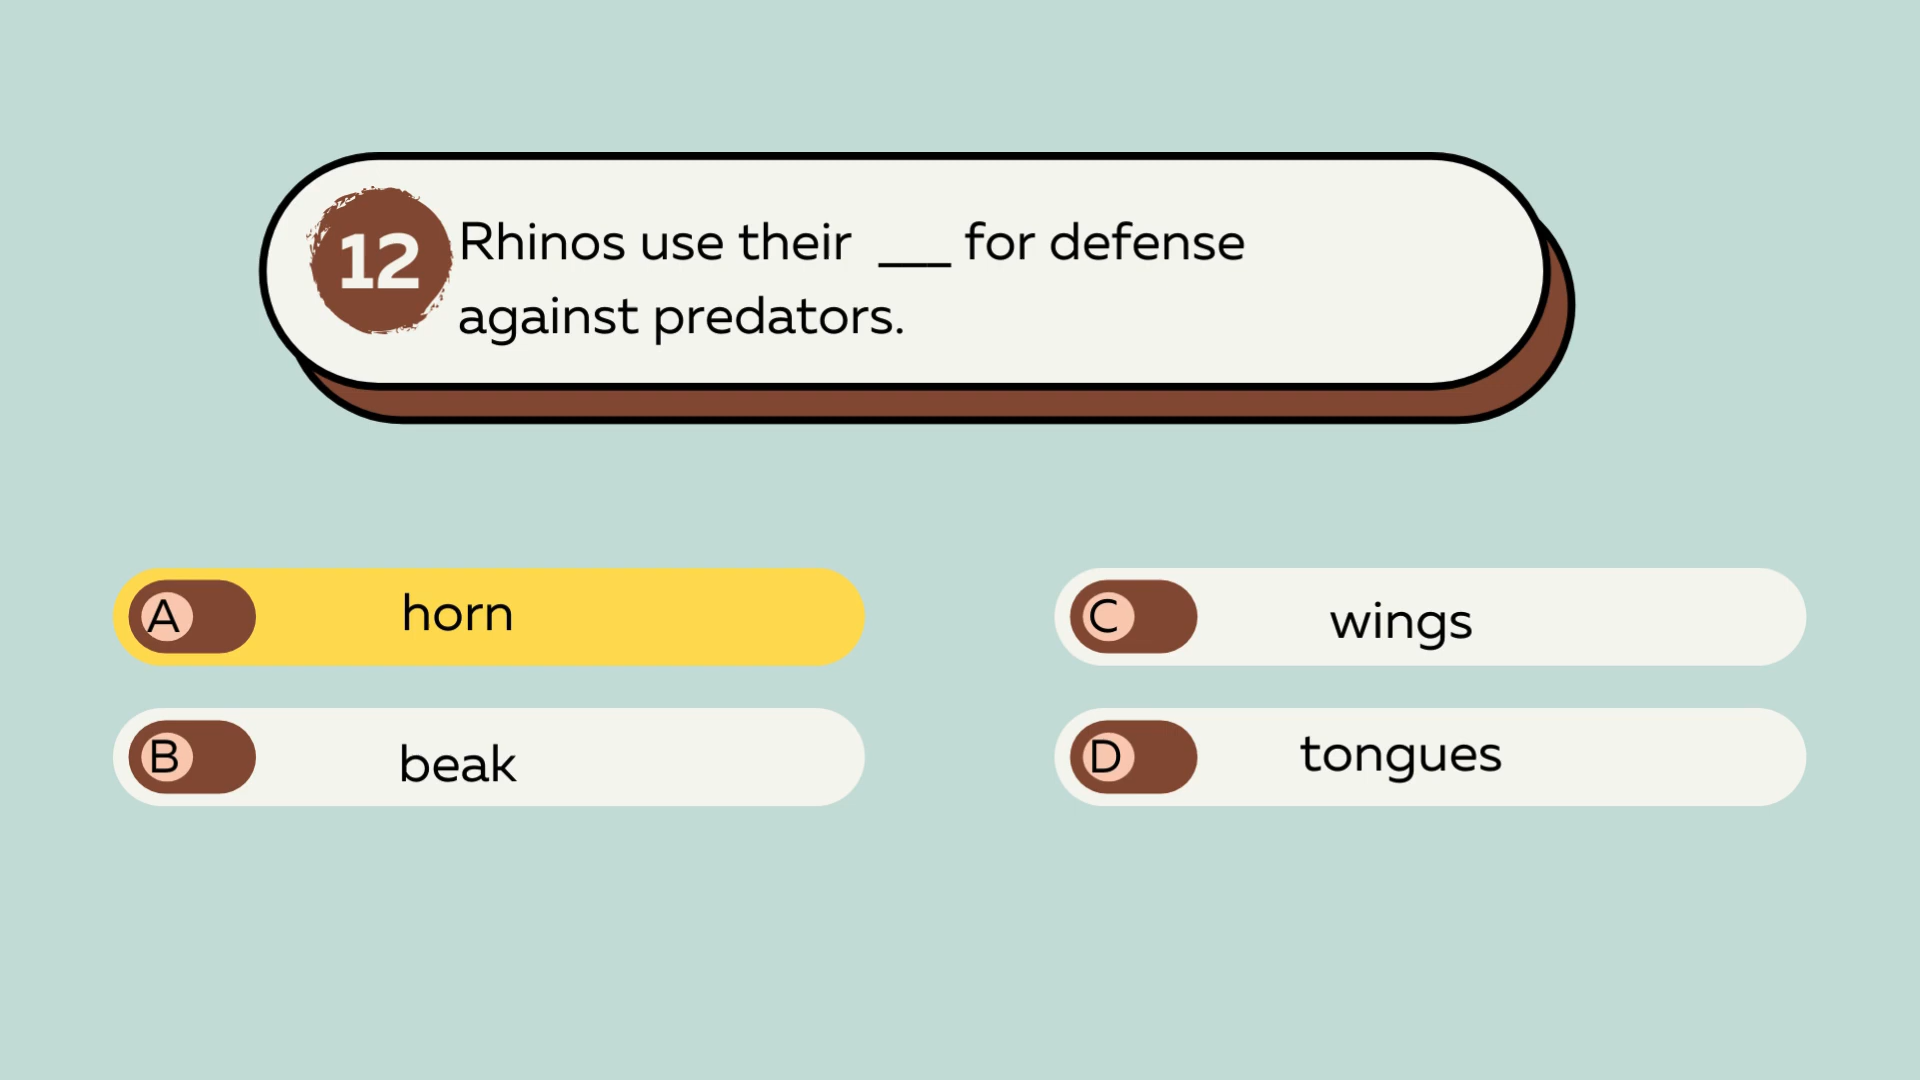 12
Rhinos use their ___ for defense
against predators.
A horn
B beak
C wings
D tongues